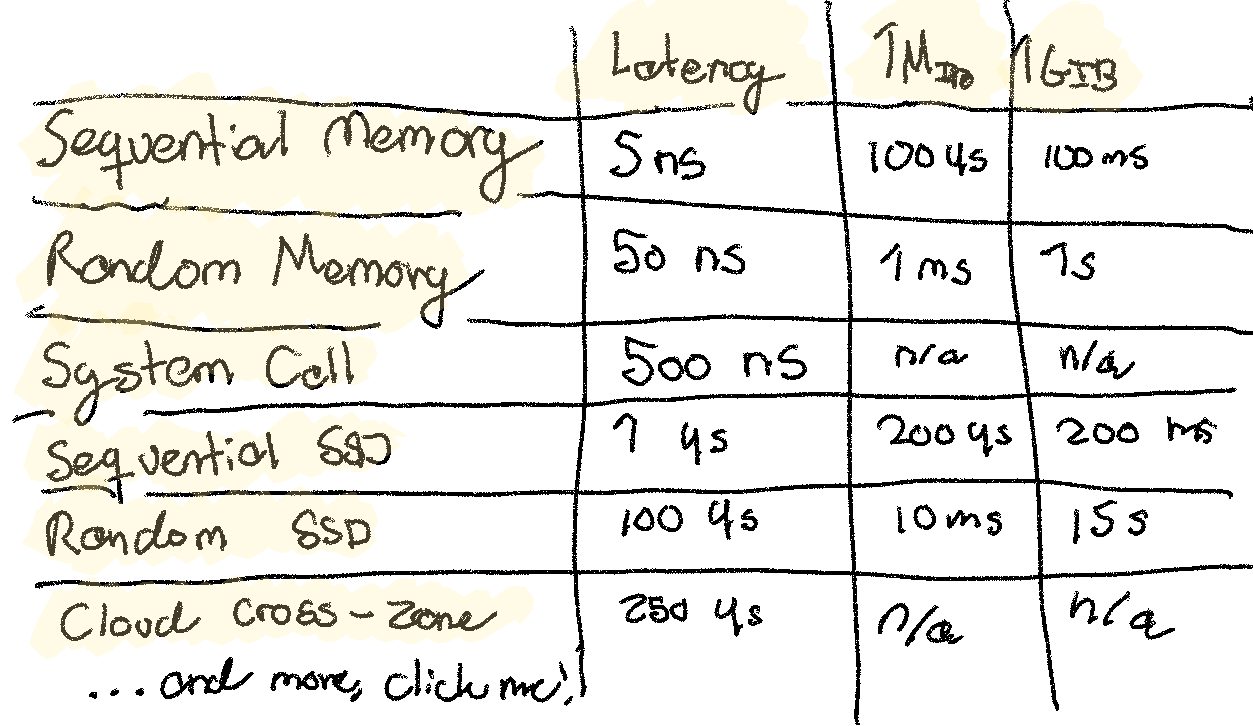 Latency 1MiB 1GiB
Sequential Memory 5 ns 100 μs 100 ms
Random Memory 50 ns 1 ms 1s
System Call 500 ns n/a n/a
Sequential SSD 1 μs 200 μs 200 ms
Random SSD 100 μs 10 ms 15 s
Cloud Cross-Zone 250 μs n/a n/a
... and more, click me!